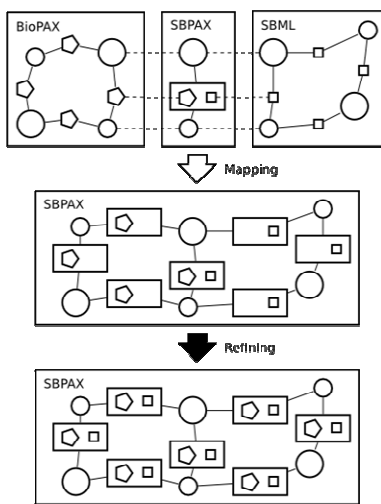 BioPAX
SBPAX
SBML
Mapping
SBPAX
Refining
SBPAX